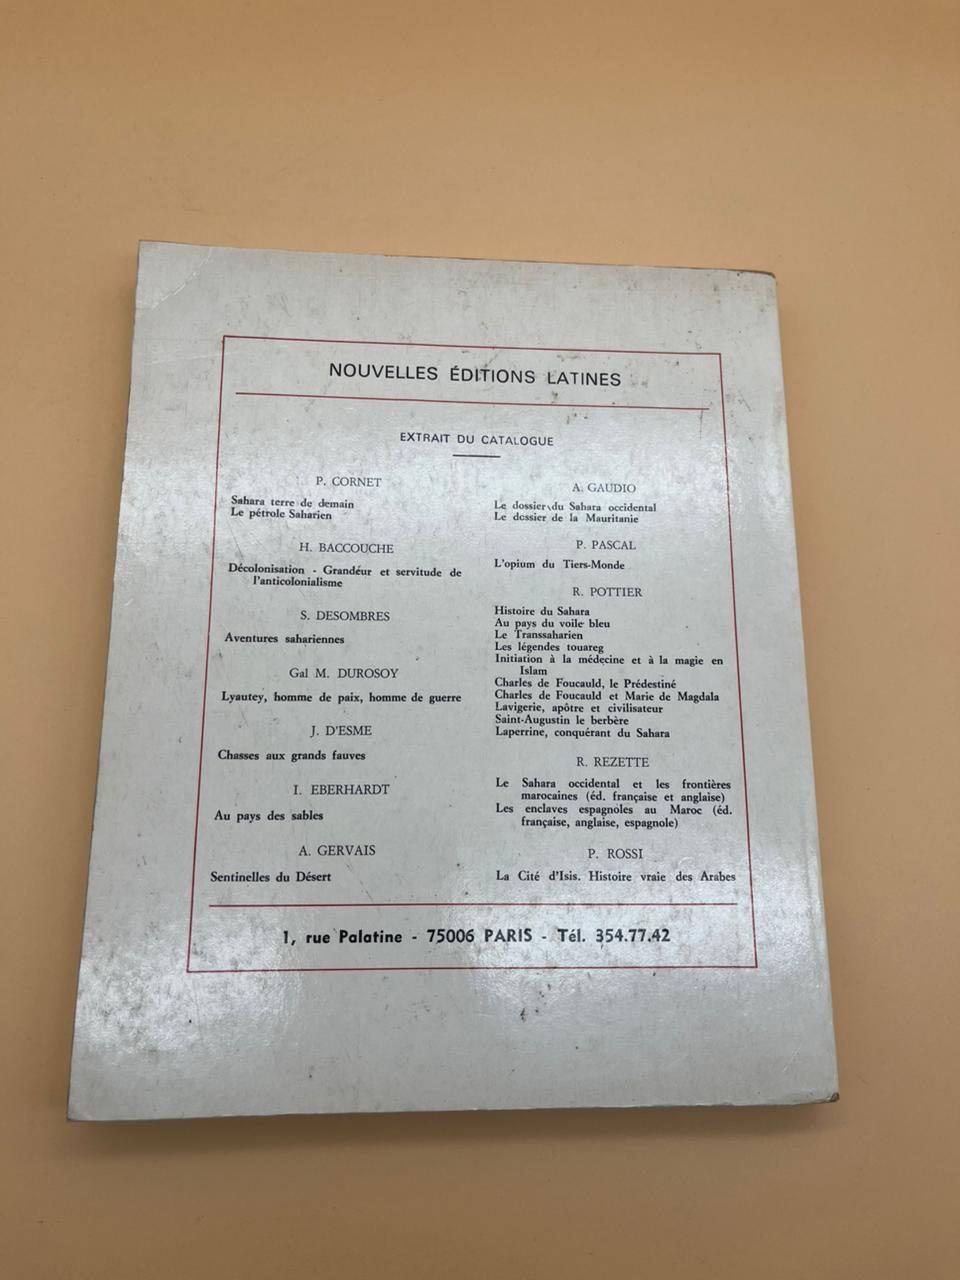 NOUVELLES ÉDITIONS LATINES
EXTRAIT DU CATALOGUE
P. CORNET
Sahara terre de demain
Le pétrole Saharien
H. BACCOUCHE
Décolonisation - Grandeur et servitude de
l'anticolonialisme
S. DESOMBRES
Aventures sahariennes
Gal M. DUROSOY
Lyautey, homme de paix, homme de guerre
J. D'ESME
Chasses aux grands fauves
I. EBERHARDT
Au pays des sables
A. GERVAIS
Sentinelles du Désert
A. GAUDIO
Le dossier du Sahara occidental
Le dossier de la Mauritanie
P. PASCAL
L'opium du Tiers-Monde
R. POTTIER
Histoire du Sahara
Au pays du voile bleu
Le Transsaharien
Les légendes touareg
Initiation à la médecine et à la magie en
Islam
Charles de Foucauld, le Prédestiné
Charles de Foucauld et Marie de Magdala
Lavigerie, apôtre et civilisateur
Saint-Augustin le berbère
Laperrine, conquérant du Sahara
R. REZETTE
Le Sahara occidental et les frontières
marocaines (éd. française et anglaise)
Les enclaves espagnoles au Maroc (éd.
française, anglaise, espagnole)
P. ROSSI
La Cité d'Isis. Histoire vraie des Arabes
1, rue Palatine - 75006 PARIS - Tél. 354.77.42